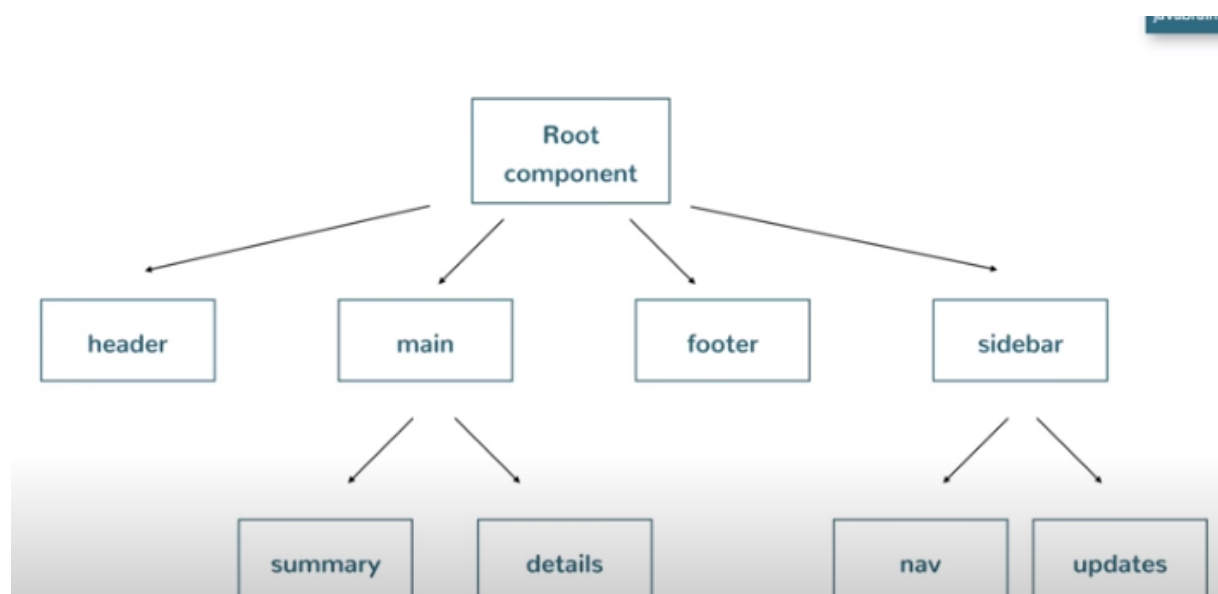 Root
component
header
main
footer
sidebar
summary
details
nav
updates